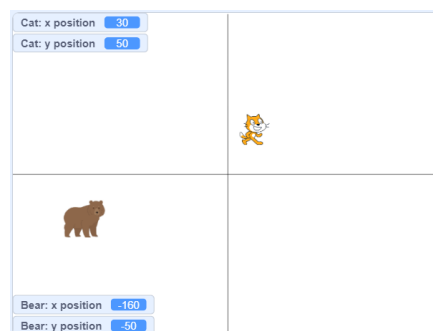 Cat: x position 30
Cat: y position 50
Bear: x position -160
Bear: y position -50